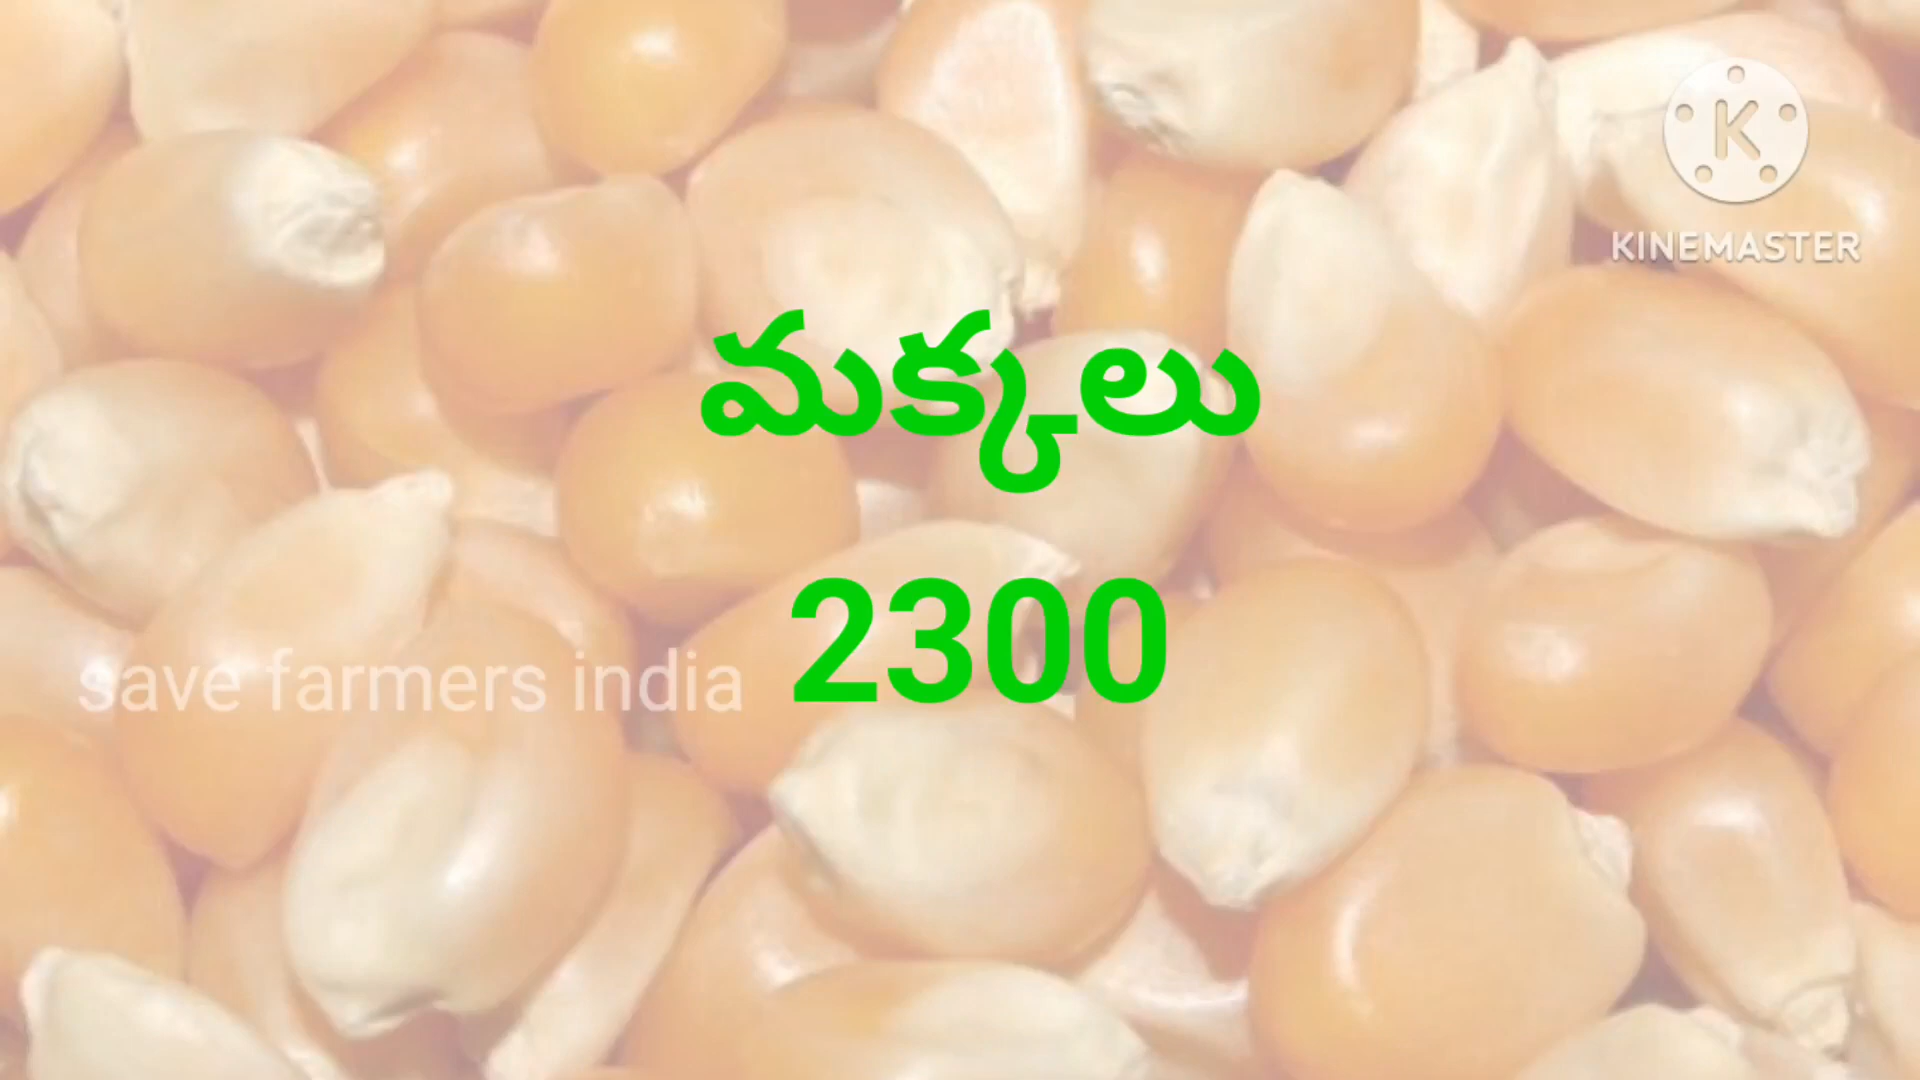 K
KINEMASTER
మక్కలు
2300
save farmers india